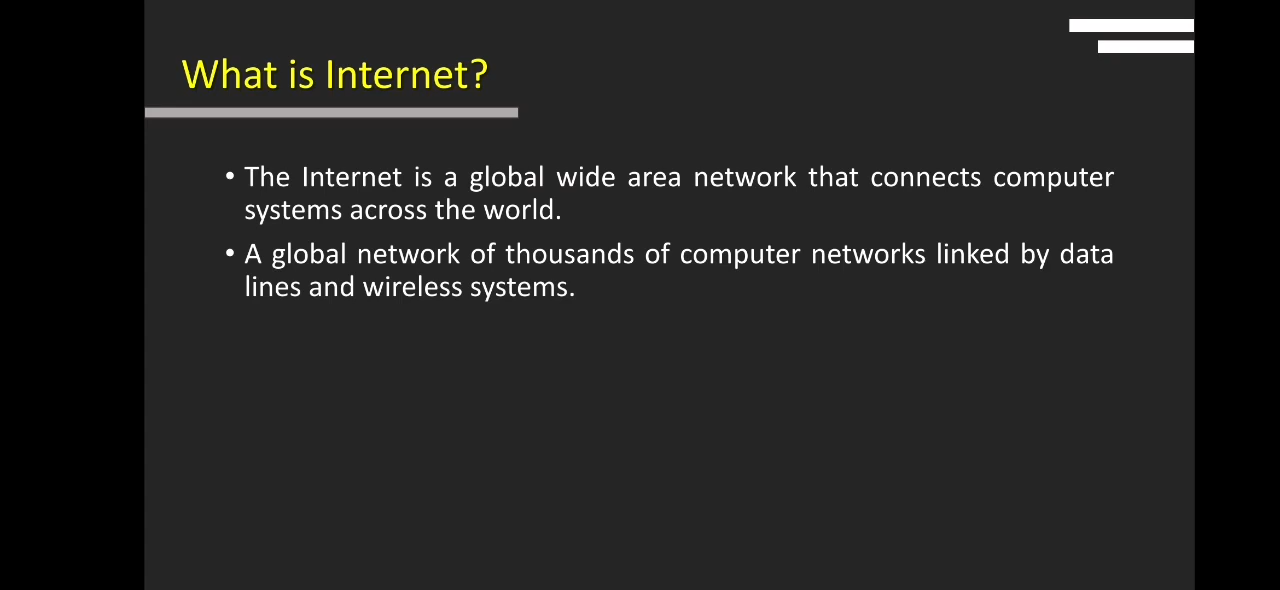 What is Internet?
• The Internet is a global wide area network that connects computer
systems across the world.
• A global network of thousands of computer networks linked by data
lines and wireless systems.